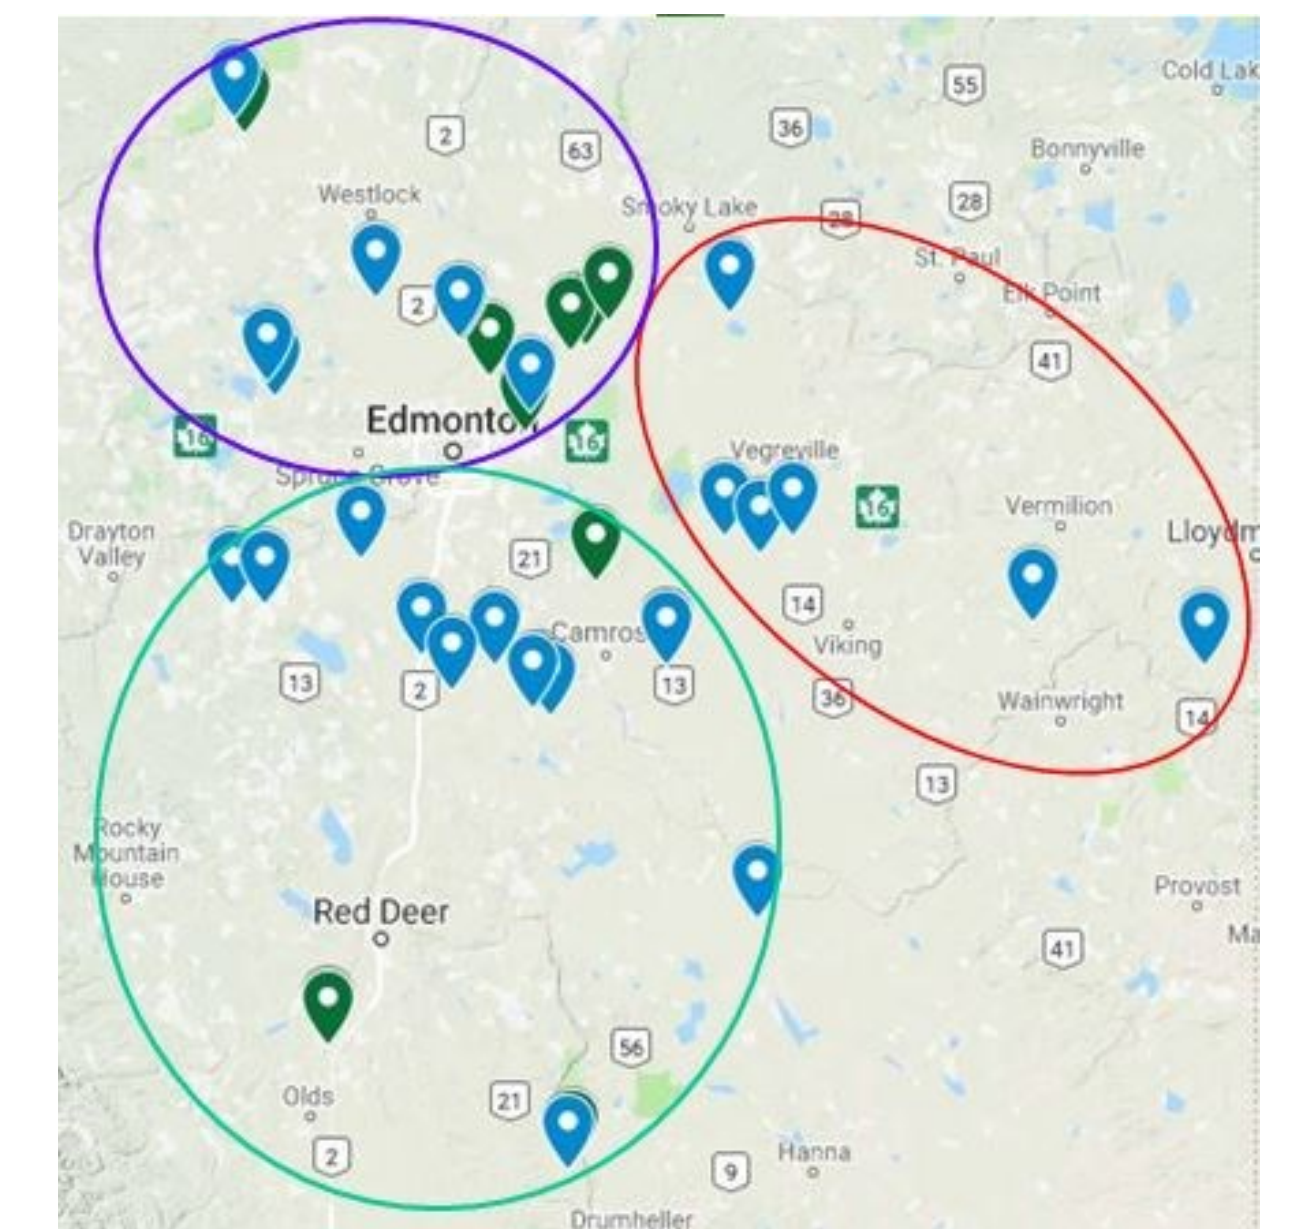 Cold Lak
55
36
2
63
Bonnyville
Westlock
28
Smoky Lake
28
St. Paul
Elk Point
2
41
Edmonto
16
16
Vegreville
Spruce Grove
16
Vermilion
Drayton
Valley
Lloydm
21
14
Camros
Viking
13
2
13
36
Wainwright
14
13
Rocky
Mountain
House
Provost
Red Deer
Ma
41
56
Olds
21
2
Hanna
9
Drumheller